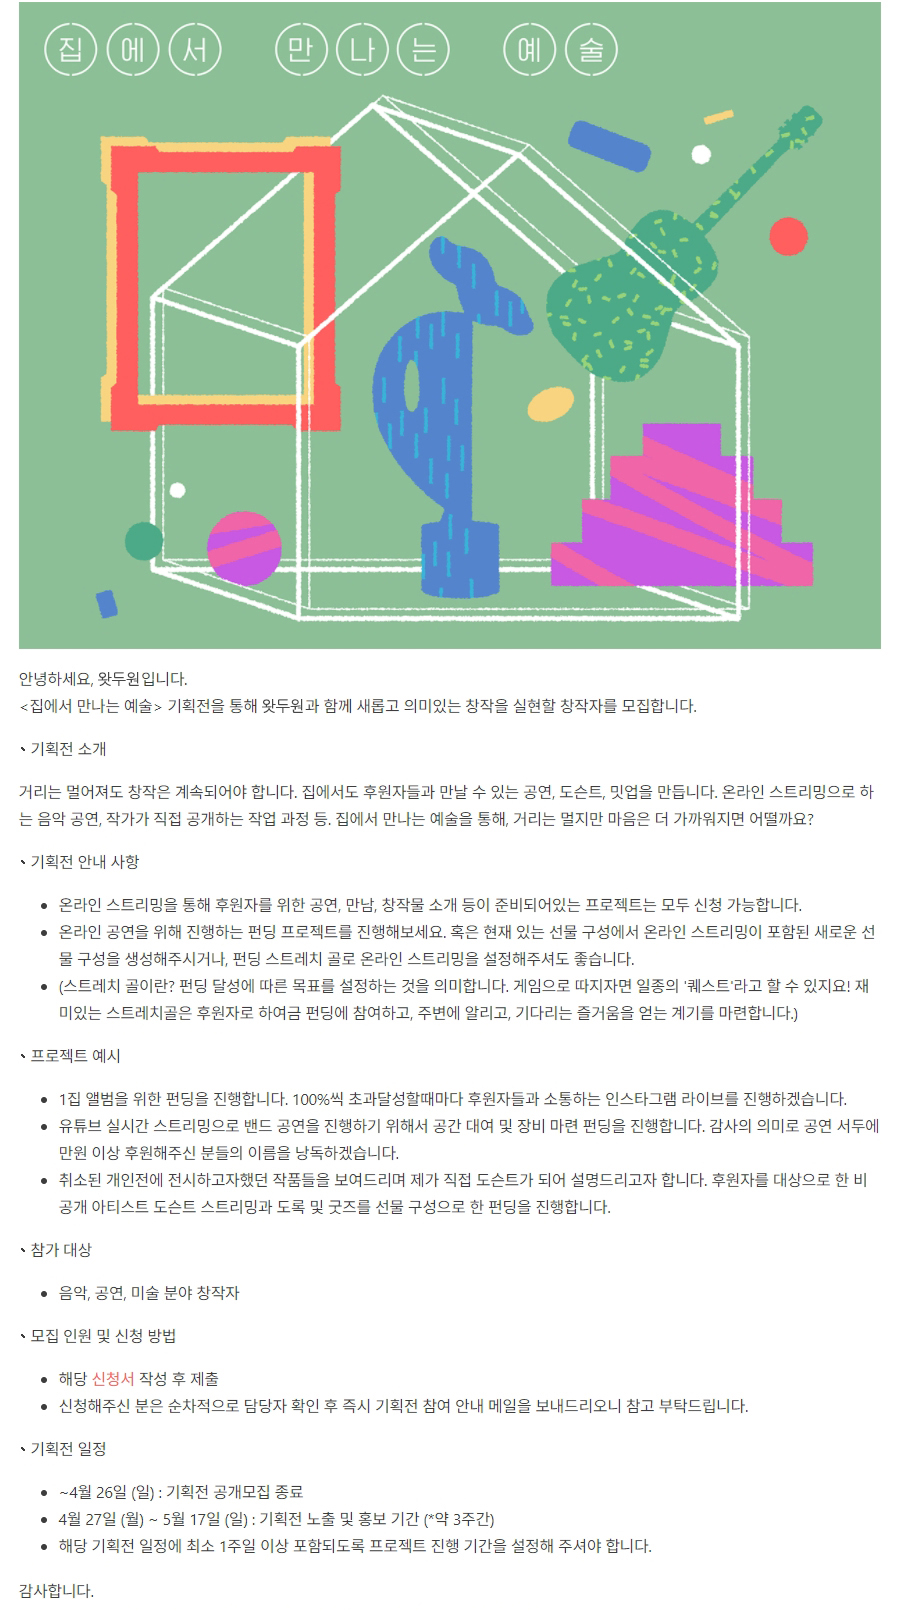 집에서 만나는 예술
안녕하세요, 왓두원입니다.
<집에서 만나는 예술> 기획전을 통해 왓두원과 함께 새롭고 의미있는 창작을 실현할 창작자를 모집합니다.
기획전 소개
거리는 멀어져도 창작은 계속되어야 합니다. 집에서도 후원자들과 만날 수 있는 공연, 도슨트, 밋업을 만듭니다. 온라인 스트리밍으로 하
는 음악 공연, 작가가 직접 공개하는 작업 과정 등. 집에서 만나는 예술을 통해, 거리는 멀지만 마음은 더 가까워지면 어떨까요?
기획전 안내 사항
• 온라인 스트리밍을 통해 후원자를 위한 공연, 만남, 창작물 소개 등이 준비되어있는 프로젝트는 모두 신청 가능합니다.
• 온라인 공연을 위해 진행하는 펀딩 프로젝트를 진행해보세요. 혹은 현재 있는 선물 구성에서 온라인 스트리밍이 포함된 새로운 선
물 구성을 생성해주시거나, 펀딩 스트레치 골로 온라인 스트리밍을 설정해주셔도 좋습니다.
• (스트레치 골이란? 펀딩 달성에 따른 목표를 설정하는 것을 의미합니다. 게임으로 따지자면 일종의 '퀘스트'라고 할 수 있지요! 재
미있는 스트레치골은 후원자로 하여금 펀딩에 참여하고, 주변에 알리고, 기다리는 즐거움을 얻는 계기를 마련합니다.)
프로젝트 예시
• 1집 앨범을 위한 펀딩을 진행합니다. 100%씩 초과달성할때마다 후원자들과 소통하는 인스타그램 라이브를 진행하겠습니다.
• 유튜브 실시간 스트리밍으로 밴드 공연을 진행하기 위해서 공간 대여 및 장비 마련 펀딩을 진행합니다. 감사의 의미로 공연 서두에
만원 이상 후원해주신 분들의 이름을 낭독하겠습니다.
• 취소된 개인전에 전시하고자했던 작품들을 보여드리며 제가 직접 도슨트가 되어 설명드리고자 합니다. 후원자를 대상으로 한 비
공개 아티스트 도슨트 스트리밍과 도록 및 굿즈를 선물 구성으로 한 펀딩을 진행합니다.
참가 대상
• 음악, 공연, 미술 분야 창작자
모집 인원 및 신청 방법
• 해당 신청서 작성 후 제출
• 신청해주신 분은 순차적으로 담당자 확인 후 즉시 기획전 참여 안내 메일을 보내드리오니 참고 부탁드립니다.
기획전 일정
• ~4월 26일 (일) : 기획전 공개모집 종료
• 4월 27일 (월) ~ 5월 17일 (일) : 기획전 노출 및 홍보 기간 (*약 3주간)
• 해당 기획전 일정에 최소 1주일 이상 포함되도록 프로젝트 진행 기간을 설정해 주셔야 합니다.
감사합니다.